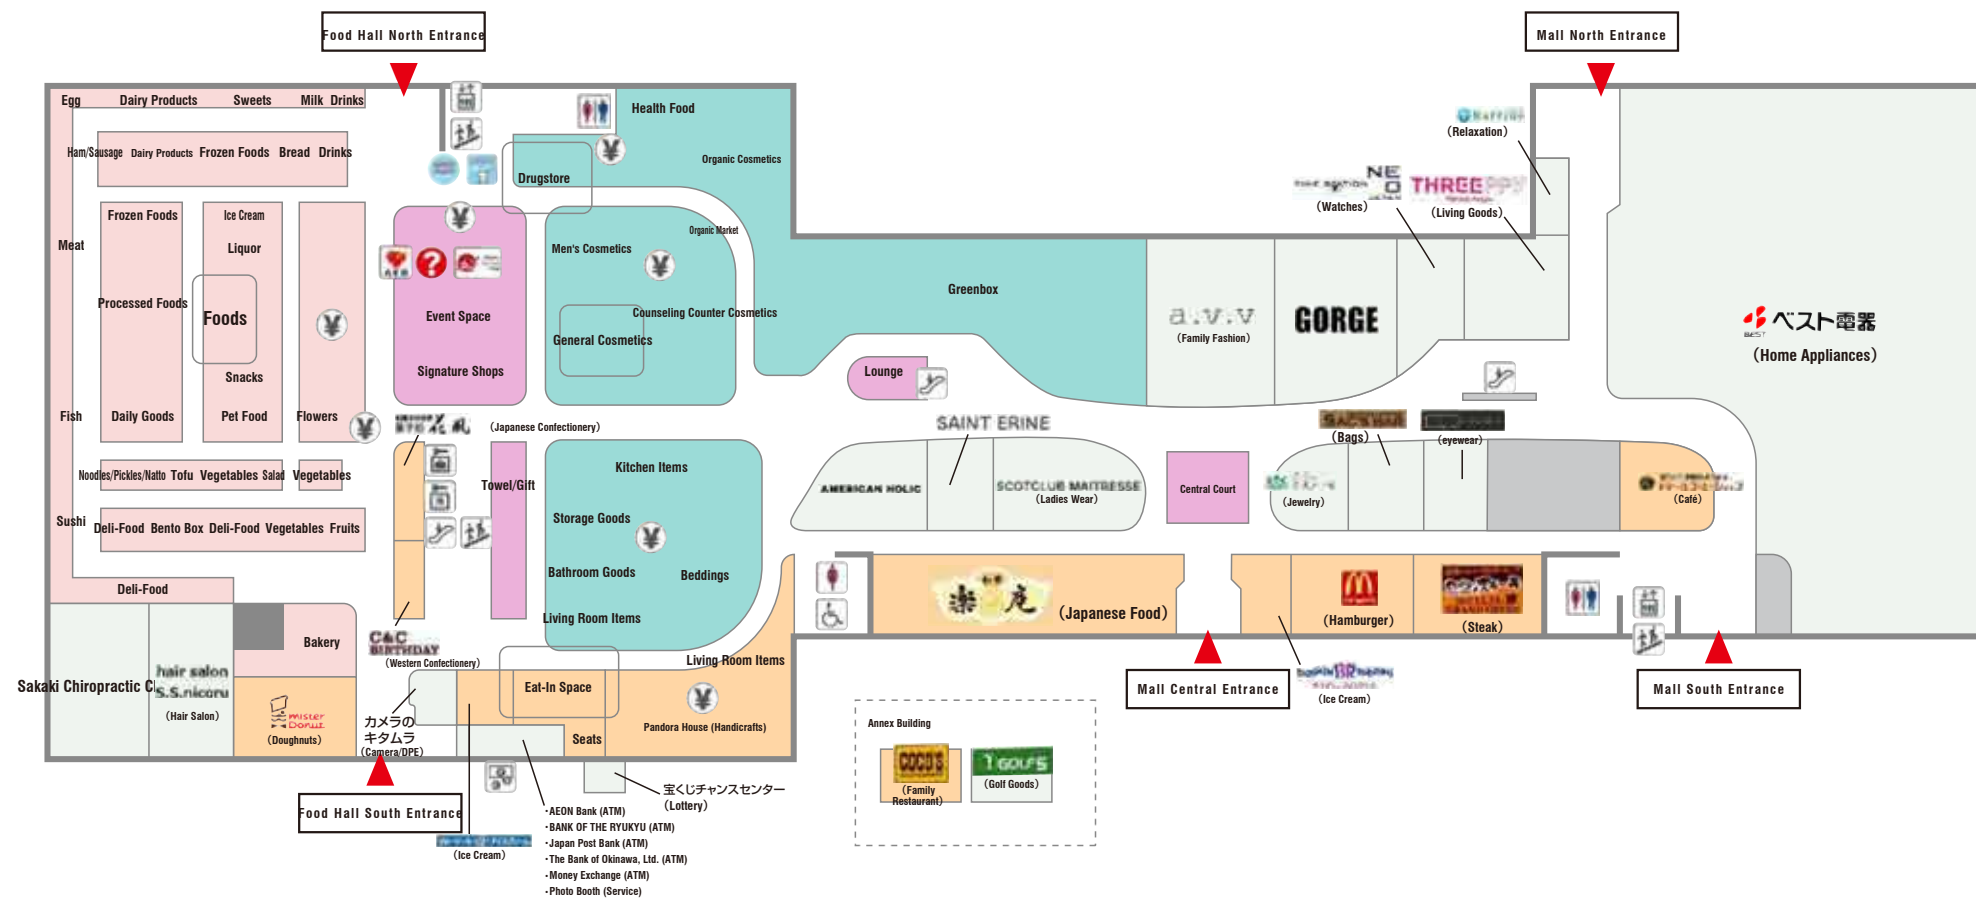 Food Hall North Entrance
Mall North Entrance
Egg
Dairy Products
Sweets
Milk
Drinks
Health Food
(Relaxation)
Ham/Sausage
Dairy Products
Frozen Foods
Bread
Drinks
Organic Cosmetics
Drugstore
NEO
THREEPPY
(Watches)
(Living Goods)
Frozen Foods
Ice Cream
Meat
Liquor
Men's Cosmetics
Organic Market
Processed Foods
Foods
Event Space
Counseling Counter Cosmetics
General Cosmetics
Greenbox
a.v.v
(Family Fashion)
GORGE
BEST
ベスト電器
(Home Appliances)
Snacks
Signature Shops
Lounge
Fish
Daily Goods
Pet Food
Flowers
(Japanese Confectionery)
SAINT ERINE
(Bags)
(eyewear)
Noodles/Pickles/Natto
Tofu
Vegetables
Salad
Vegetables
Towel/Gift
Kitchen Items
AMERICAN HOLIC
SCOTCLUB MAITRESSE
(Ladies Wear)
Central Court
(Jewelry)
(Café)
Sushi
Deli-Food
Bento Box
Deli-Food
Vegetables
Fruits
Storage Goods
Bathroom Goods
Beddings
Deli-Food
Living Room Items
楽庵
(Japanese Food)
(Hamburger)
(Steak)
Bakery
C&C
BIRTHDAY
(Western Confectionery)
Living Room Items
Sakaki Chiropractic C
hair salon
S.S.nicoru
(Hair Salon)
mister
Donut
(Doughnuts)
カメラの
キタムラ
(Camera/DPE)
Eat-In Space
Seats
Pandora House (Handicrafts)
Mall Central Entrance
BR
(Ice Cream)
Mall South Entrance
Annex Building
COCO'S
(Family
Restaurant)
GOLF5
(Golf Goods)
宝くじチャンスセンター
(Lottery)
Food Hall South Entrance
(Ice Cream)
・AEON Bank (ATM)
・BANK OF THE RYUKYU (ATM)
・Japan Post Bank (ATM)
・The Bank of Okinawa, Ltd. (ATM)
・Money Exchange (ATM)
・Photo Booth (Service)